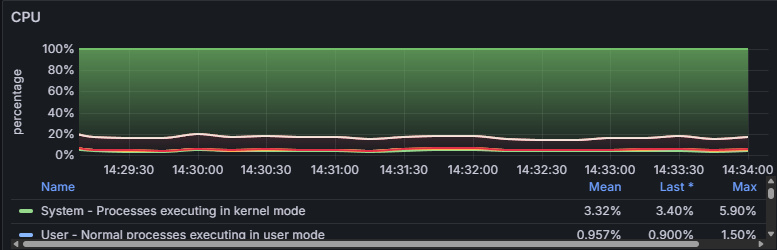 CPU
percentage
100%
80%
60%
40%
20%
0%
14:29:30 14:30:00 14:30:30 14:31:00 14:31:30 14:32:00 14:32:30 14:33:00 14:33:30 14:34:00
Name Mean Last * Max
System - Processes executing in kernel mode 3.32% 3.40% 5.90%
User - Normal processes executing in user mode 0.957% 0.900% 1.50%